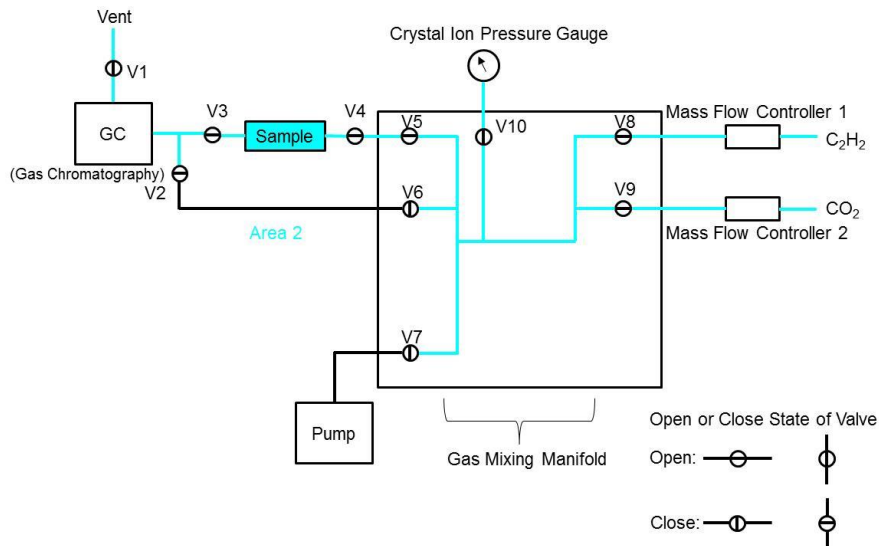 Vent
V1
GC
(Gas Chromatography)
V2
V3
Sample
V4
Crystal Ion Pressure Gauge
V5
V10
V8
Mass Flow Controller 1
C₂H₂
V6
V9
CO₂
Mass Flow Controller 2
Area 2
V7
Pump
Gas Mixing Manifold
Open or Close State of Valve
Open:
Close: